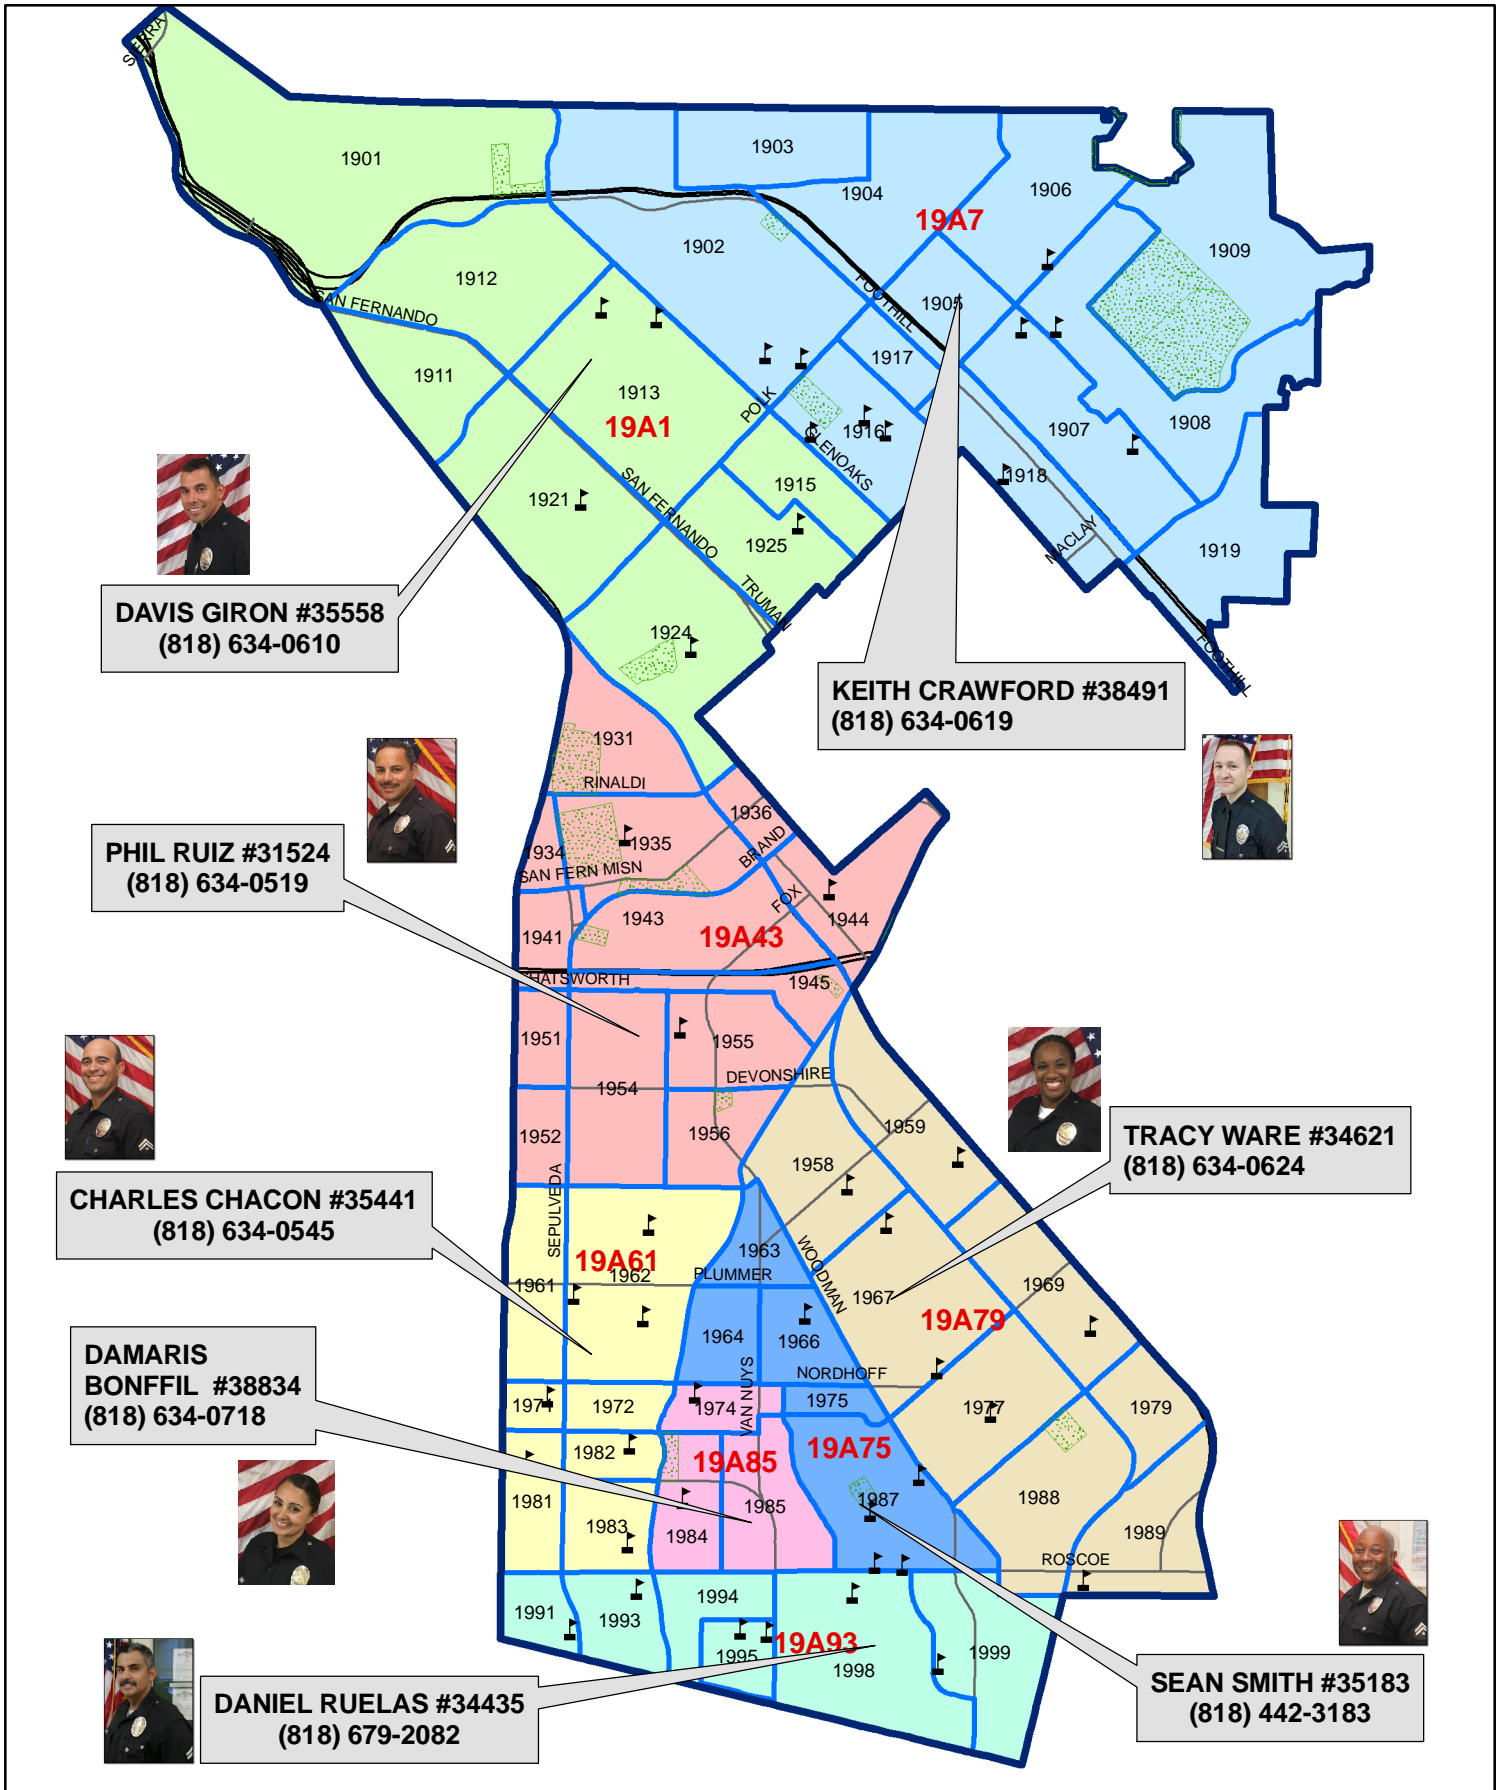 SIERRA
1901
1903
1904
1906
19A7
1902
1909
1912
SAN FERNANDO
FOOTHILL
1905
1917
1911
1913
19A1
POLK
GLENOAKS
1916
1907
1908
1918
1915
1921
SAN FERNANDO
1925
MACLAY
1919
TRUMAN
1924
FOOTHILL
DAVIS GIRON #35558
(818) 634-0610
KEITH CRAWFORD #38491
(818) 634-0619
1931
RINALDI
1936
BRAND
1934
1935
SAN FERN MISN
PHIL RUIZ #31524
(818) 634-0519
FOX
1943
1944
1941
19A43
HATSWORTH
1945
1951
1955
DEVONSHIRE
1954
1952
1956
1959
1958
TRACY WARE #34621
(818) 634-0624
CHARLES CHACON #35441
(818) 634-0545
SEPULVEDA
19A61
1963
WOODMAN
PLUMMER
1961
1962
1967
1969
19A79
1964
1966
NORDHOFF
VAN NUYS
DAMARIS
BONFFIL #38834
(818) 634-0718
1971
1972
1974
1975
1977
1979
19A75
19A85
1982
1981
1983
1984
1985
1987
1988
1989
ROSCOE
1991
1993
1994
1995
19A93
1998
1999
DANIEL RUELAS #34435
(818) 679-2082
SEAN SMITH #35183
(818) 442-3183